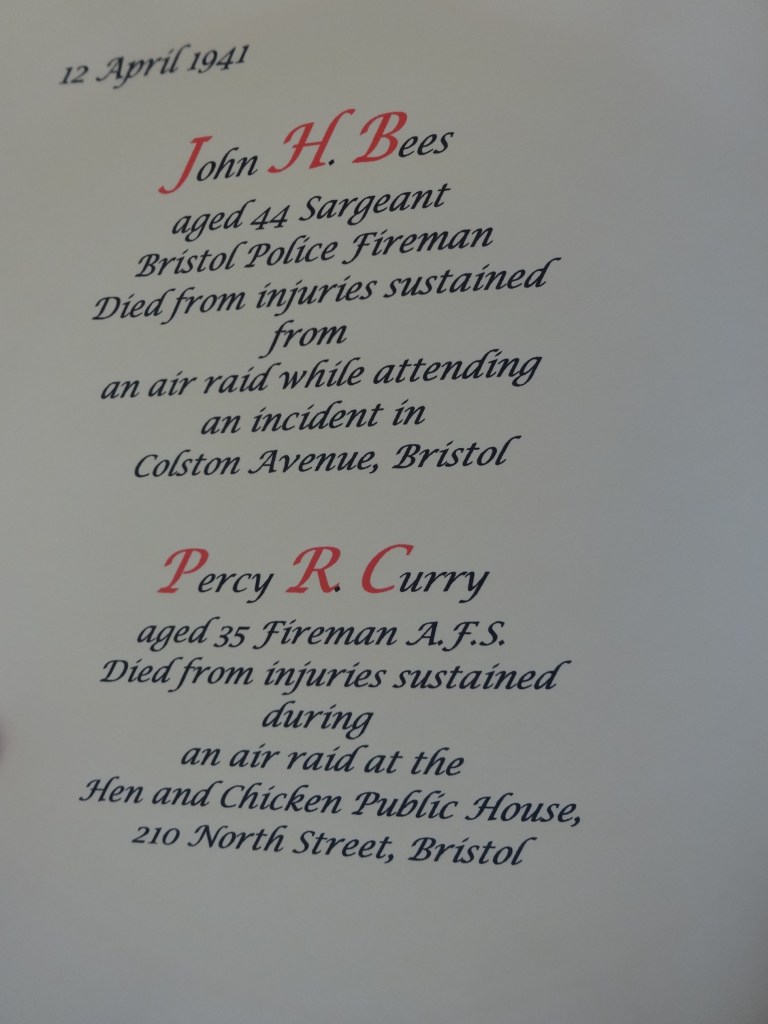 12 April 1941
John H. Bees
aged 44 Sargeant
Bristol Police Fireman
Died from injuries sustained
from
an air raid while attending
an incident in
Colston Avenue, Bristol
Percy R. Curry
aged 35 Fireman A.F.S.
Died from injuries sustained
during
an air raid at the
Hen and Chicken Public House,
210 North Street, Bristol